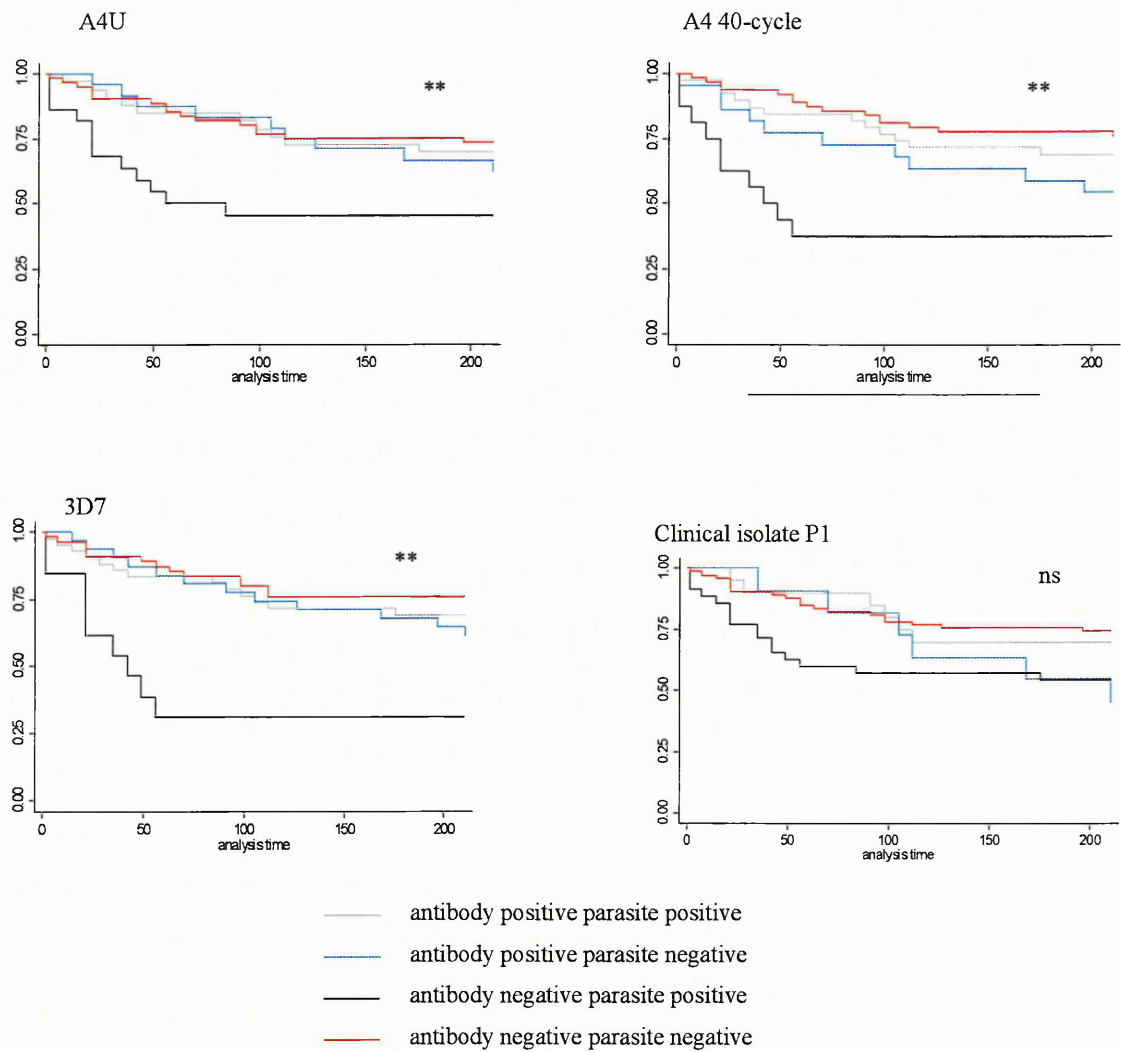 A4U
**
1.00
0.75
0.50
0.25
0.00
0 50 100 150 200
analysis time
A4 40-cycle
**
1.00
0.75
0.50
0.25
0.00
0 50 100 150 200
analysis time
3D7
**
1.00
0.75
0.50
0.25
0.00
0 50 100 150 200
analysis time
Clinical isolate P1
ns
1.00
0.75
0.50
0.25
0.00
0 50 100 150 200
analysis time
antibody positive parasite positive
antibody positive parasite negative
antibody negative parasite positive
antibody negative parasite negative